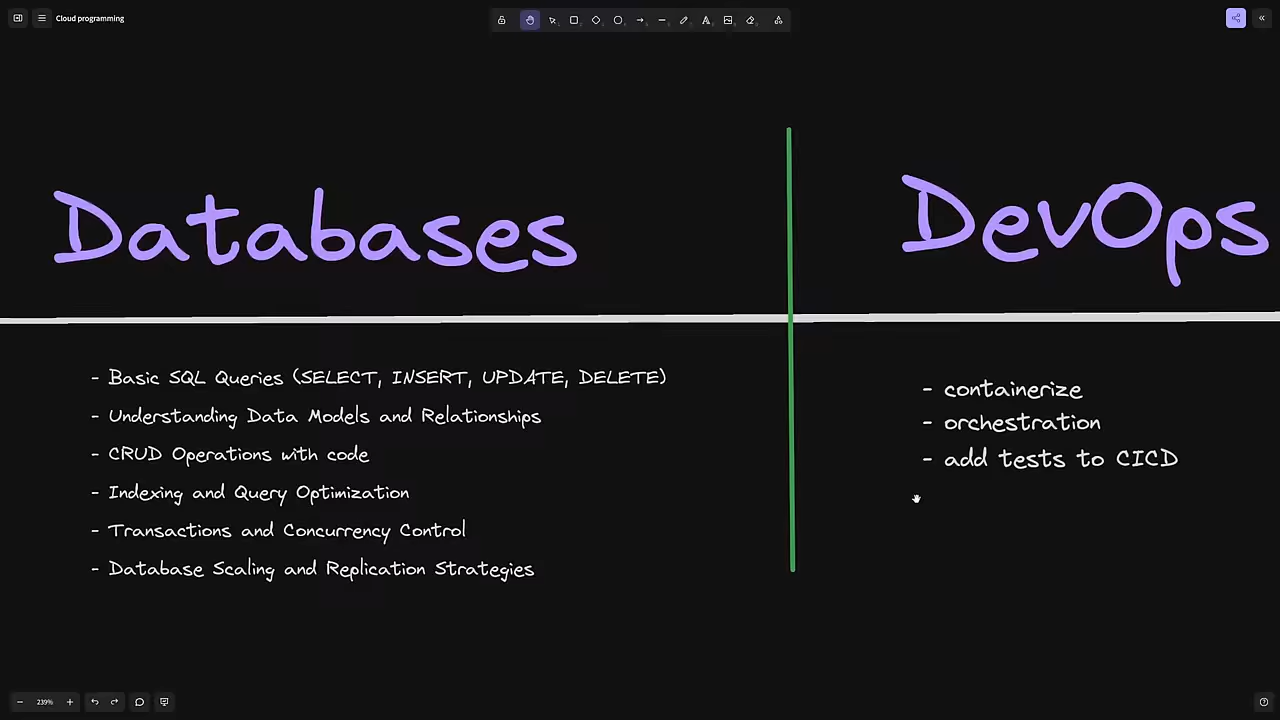 Cloud programming
Databases
DevOps
- Basic SQL Queries (SELECT, INSERT, UPDATE, DELETE)
- Understanding Data Models and Relationships
- CRUD Operations with code
- Indexing and Query Optimization
- Transactions and Concurrency Control
- Database Scaling and Replication Strategies
- containerize
- orchestration
- add tests to CICD
239%